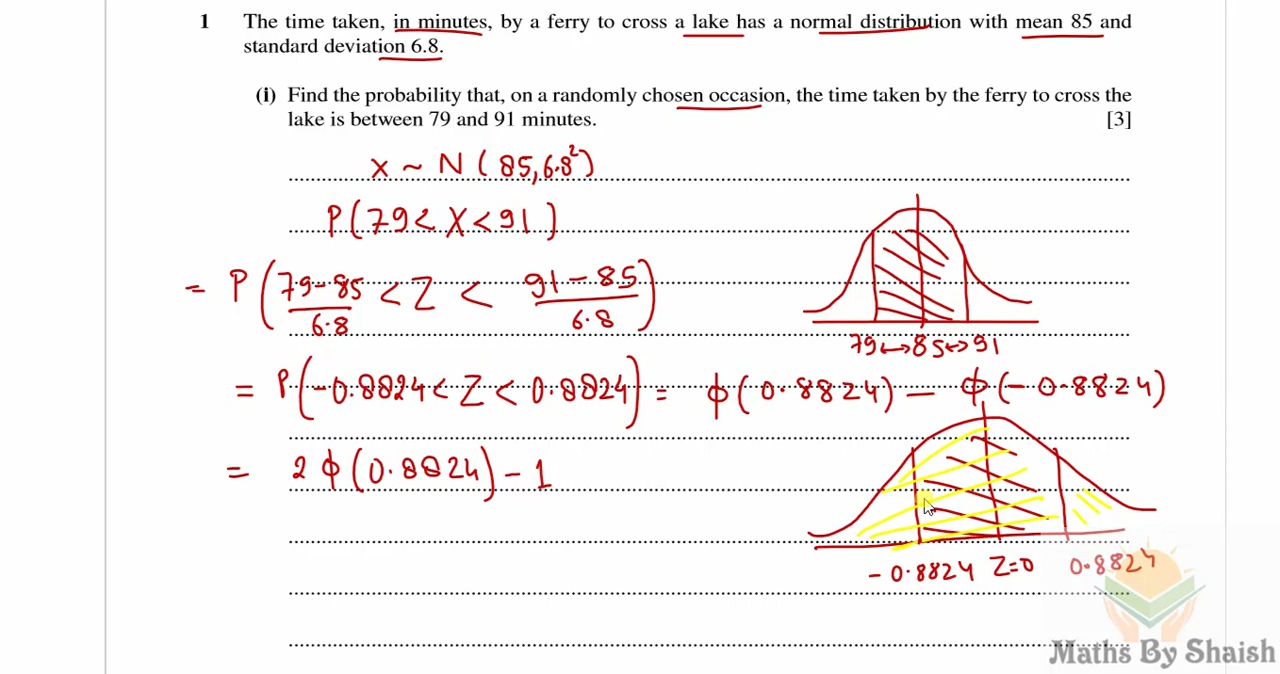 1 The time taken, in minutes, by a ferry to cross a lake has a normal distribution with mean 85 and
standard deviation 6.8.
(i) Find the probability that, on a randomly chosen occasion, the time taken by the ferry to cross the
lake is between 79 and 91 minutes. [3]
X ~ N (85, 6.8²)
P(79 < X < 91)
= P(79-85/6.8 < Z < 91-85/6.8)
79 ↔ 85 ↔ 91
= P(-0.8824 < Z < 0.8824) = ϕ(0.8824) - ϕ(-0.8824)
= 2ϕ(0.8824) - 1
-0.8824 Z=0 0.8824
Maths By Shaish